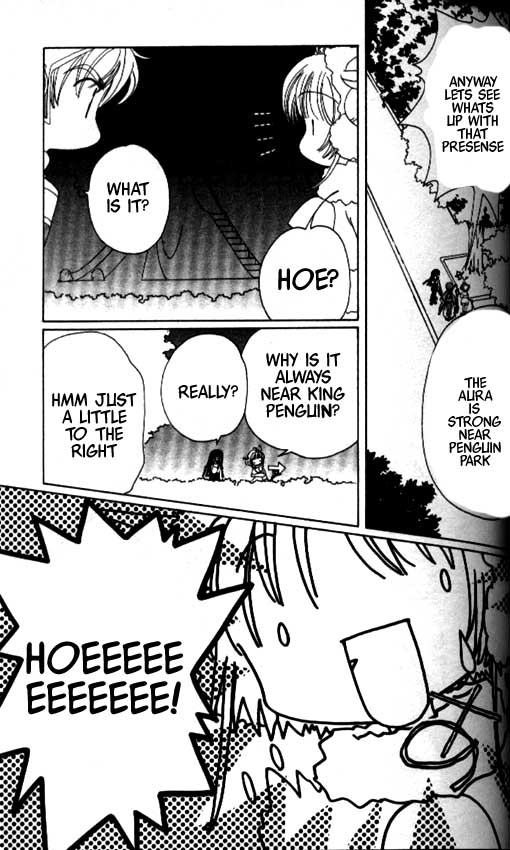 ANYWAY
LETS SEE
WHATS
UP WITH
THAT
PRESENSE
THE
AURA
IS
STRONG
NEAR
PENGUIN
PARK
HOE?
WHAT
IS IT?
WHY IS IT
ALWAYS
NEAR KING
PENGUIN?
REALLY?
HMM JUST
A LITTLE
TO THE
RIGHT
HOEEEEE
EEEEEEE!